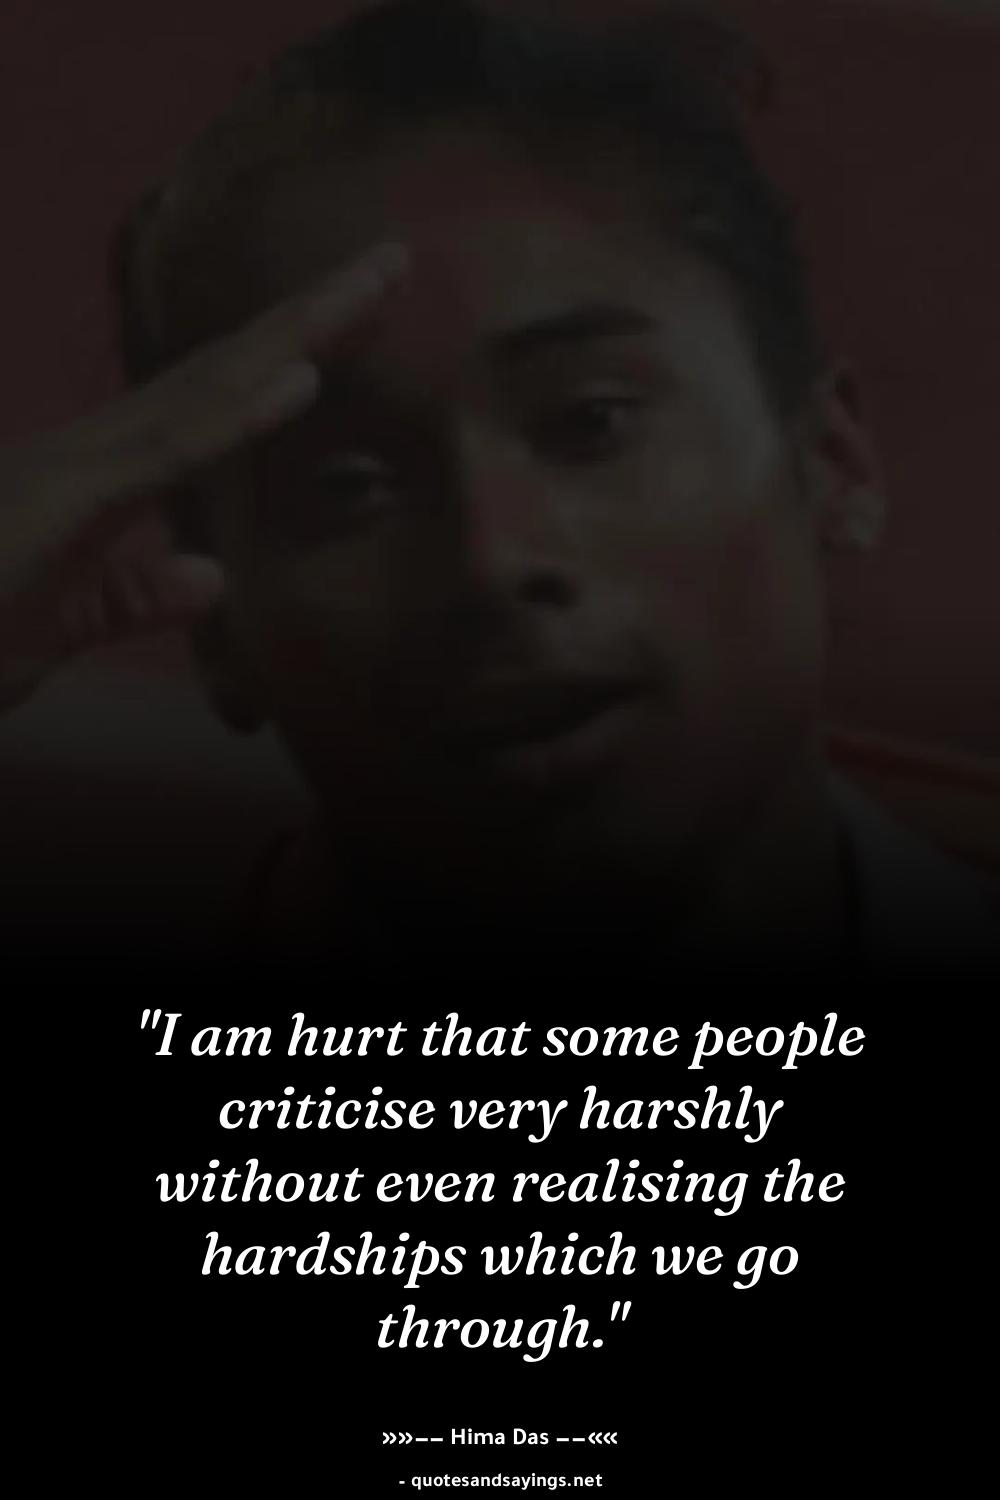 "I am hurt that some people
criticise very harshly
without even realising the
hardships which we go
through."
»»−− Hima Das −−««
- quotesandsayings.net